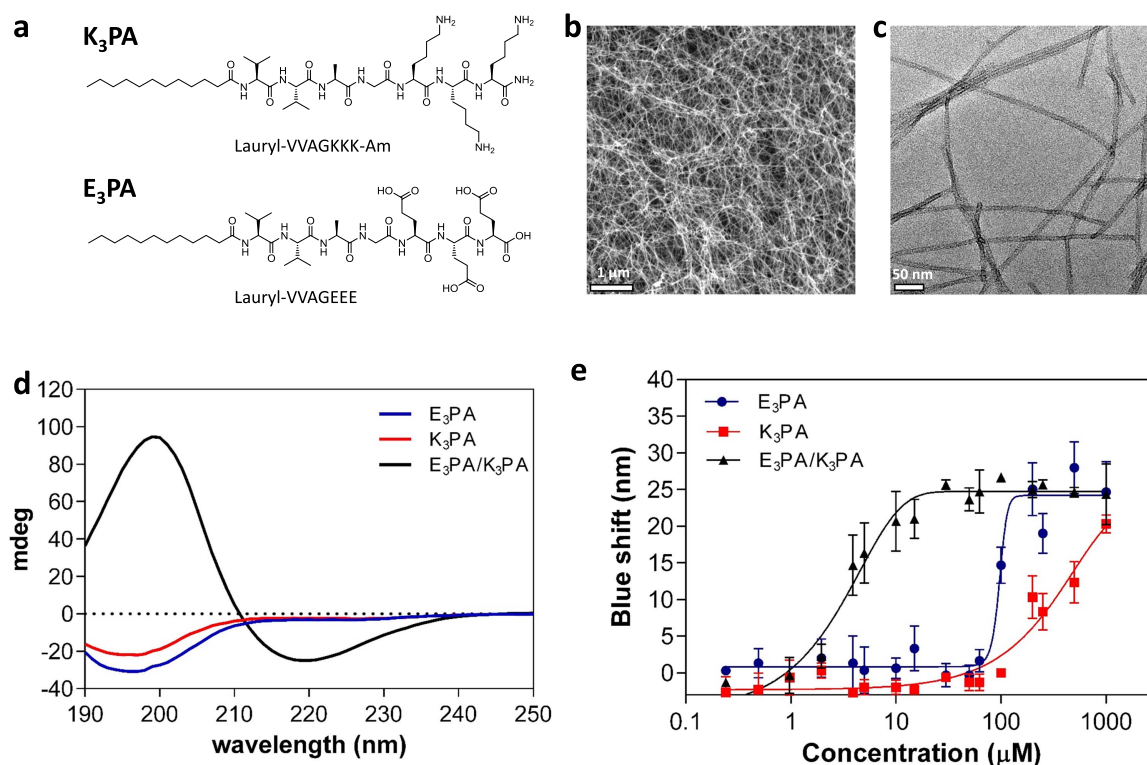 a
K₃PA
NH₂
NH₂
O
H
N
O
N
H
O
H
N
O
N
H
O
H
N
O
N
H
O
H
N
O
NH₂
NH₂
Lauryl-VVAGKKK-Am
E₃PA
HO
O
HO
O
O
H
N
O
N
H
O
H
N
O
N
H
O
H
N
O
N
H
O
H
N
O
OH
HO
O
Lauryl-VVAGEEE
b
1 μm
c
50 nm
d
120
100
80
60
40
20
0
-20
-40
mdeg
E₃PA
K₃PA
E₃PA/K₃PA
190
200
210
220
230
240
250
wavelength (nm)
e
40
35
30
25
20
15
10
5
0
Blue shift (nm)
E₃PA
K₃PA
E₃PA/K₃PA
0.1
1
10
100
1000
Concentration (μM)